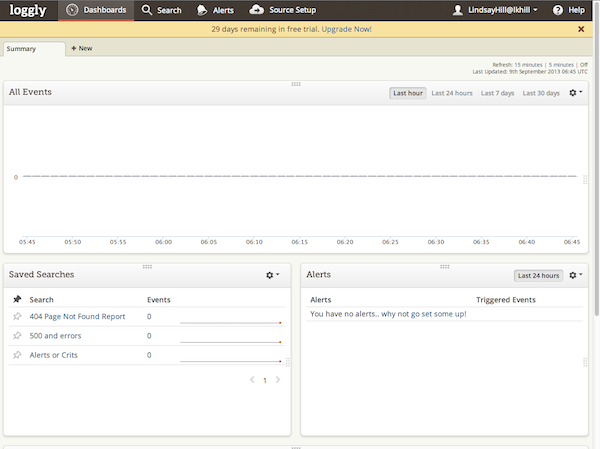 loggly Dashboards Search Alerts Source Setup LindsayHill@lkhill Help
29 days remaining in free trial. Upgrade Now!
Summary + New
Refresh: 15 minutes | 5 minutes | Off
Last Updated: 9th September 2013 06:45 UTC
All Events Last hour Last 24 hours Last 7 days Last 30 days
0
05:45 05:50 05:55 06:00 06:05 06:10 06:15 06:20 06:25 06:30 06:35 06:40 06:45
Saved Searches
Search Events
404 Page Not Found Report 0
500 and errors 0
Alerts or Crits 0
1
Alerts Last 24 hours
Alerts Triggered Events
You have no alerts.. why not go set some up!